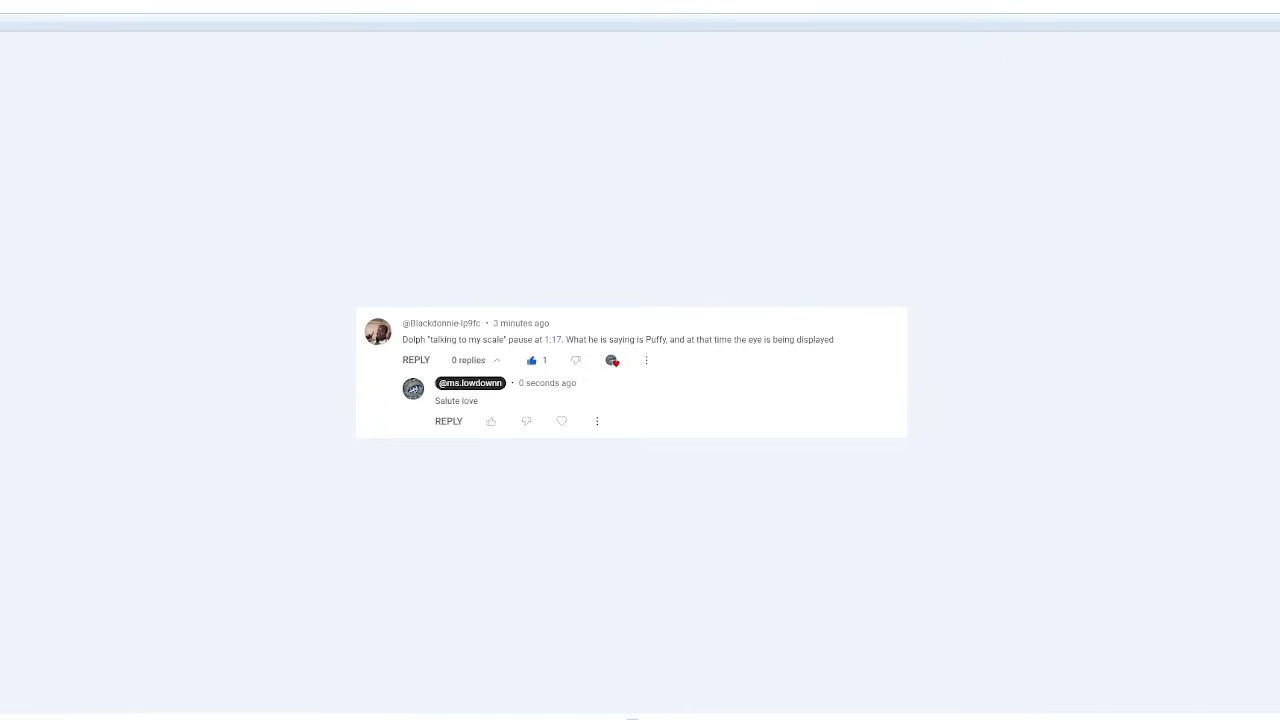 @Blackdonnie-lp9fc • 3 minutes ago
Dolph "talking to my scale" pause at 1:17. What he is saying is Puffy, and at that time the eye is being displayed
REPLY 0 replies 1
@ms.lowdownn • 0 seconds ago
Salute love
REPLY